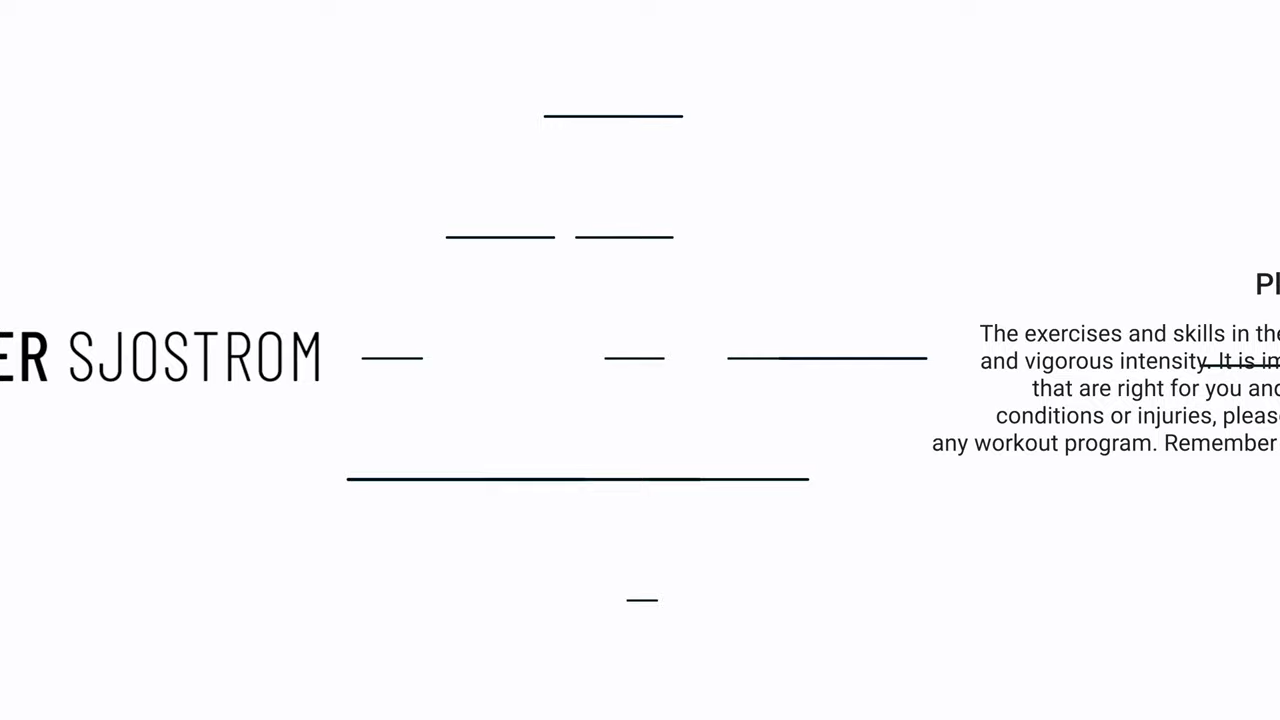 ER SJOSTROM
Pl
The exercises and skills in the
and vigorous intensity. It is im
that are right for you and
conditions or injuries, pleas
any workout program. Remember